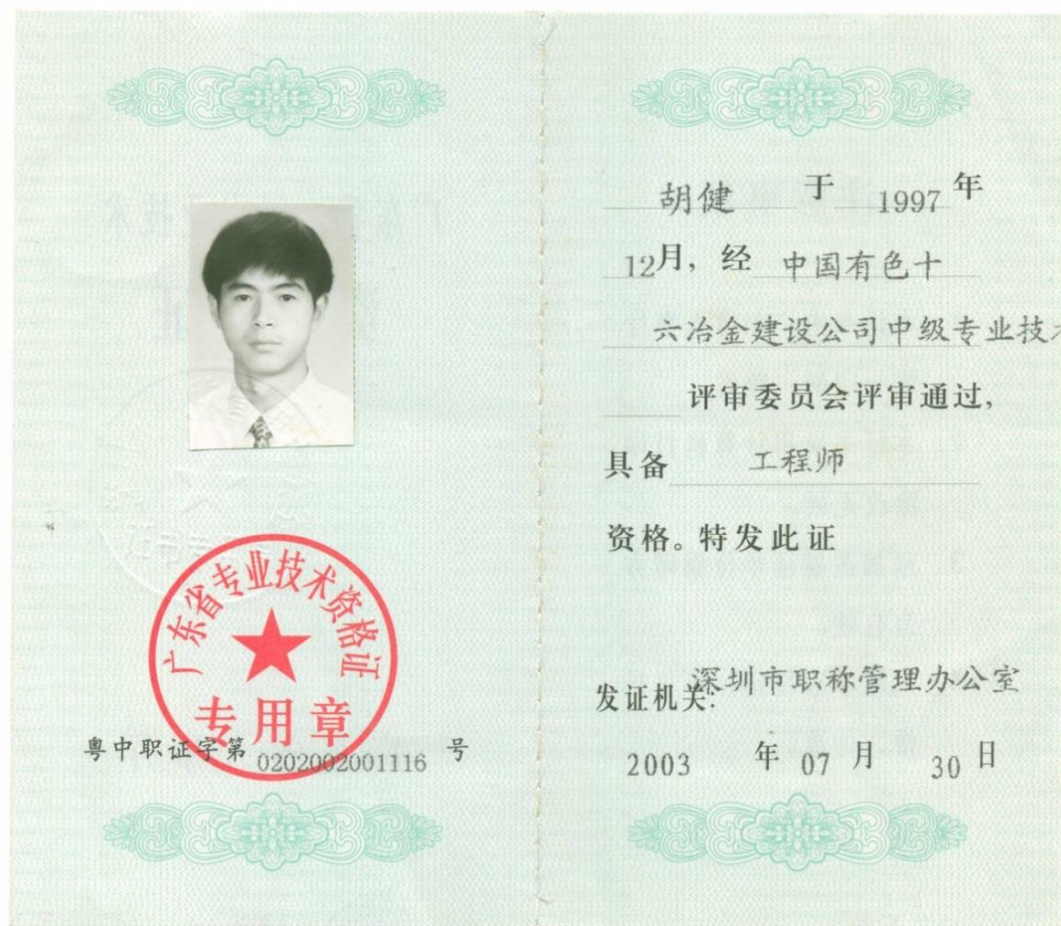 广东省专业技术资格证
专用章
粤中职证字第 0202002001116 号
胡健 于 1997 年
12月，经 中国有色十
六冶金建设公司中级专业技
评审委员会评审通过，
具备 工程师
资格。特发此证
发证机关：深圳市职称管理办公室
2003 年 07 月 30 日